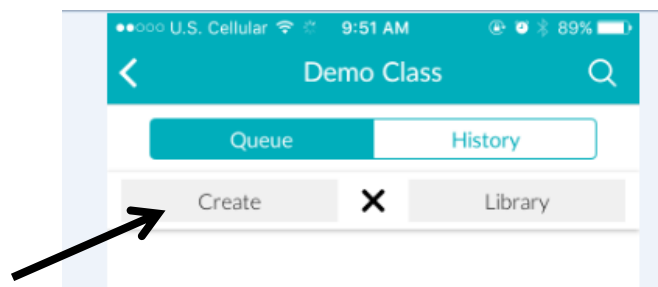 U.S. Cellular 9:51 AM 89%
Demo Class
Queue History
Create Library